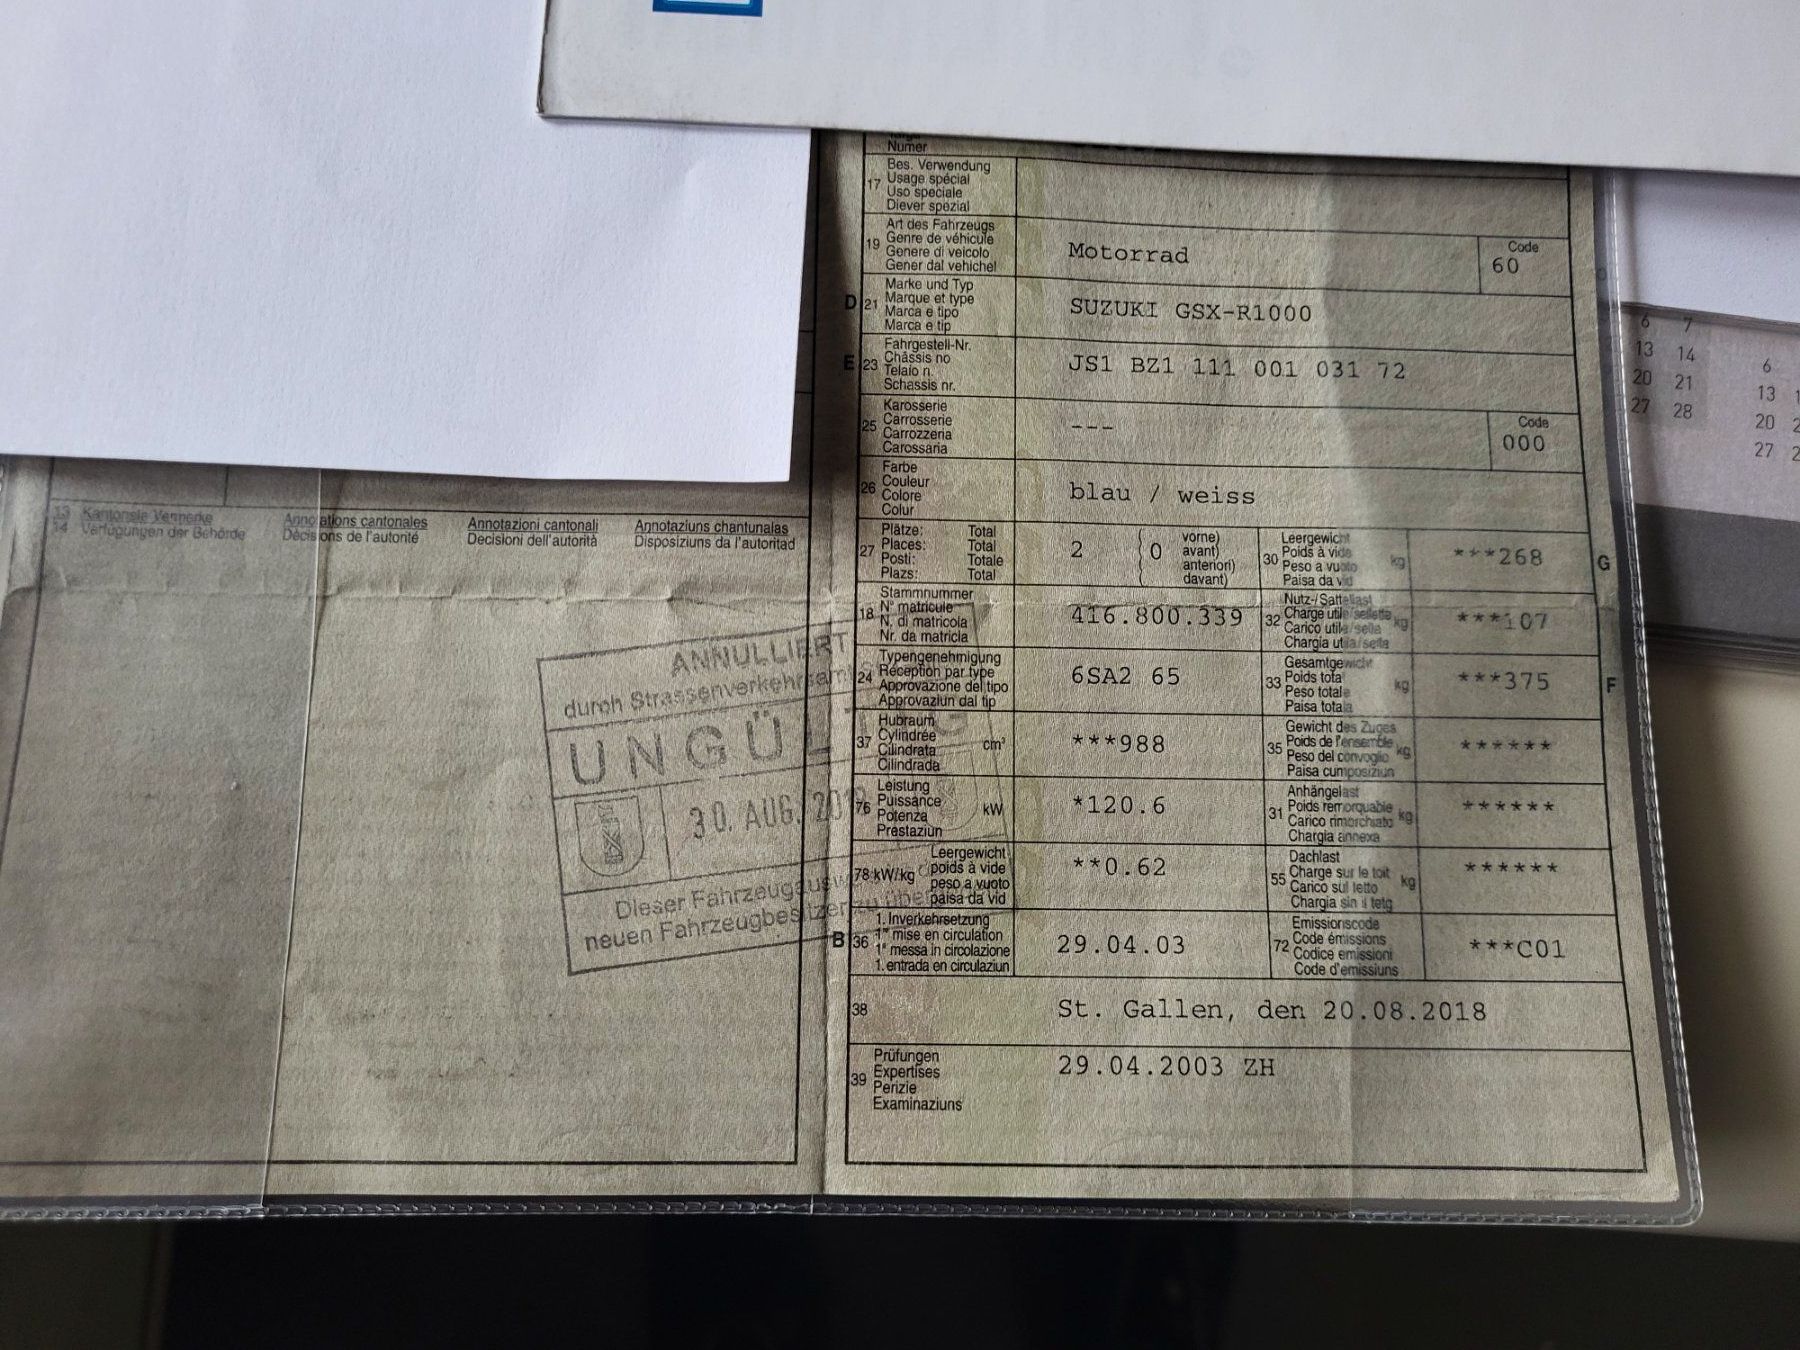 Numer
17 Bes. Verwendung
Usage spécial
Uso speciale
Diever spezial
19 Art des Fahrzeugs
Genre de véhicule
Genere di veicolo
Gener dal vehichel
Motorrad
Code
60
D 21 Marke und Typ
Marque et type
Marca e tipo
Marca e tip
SUZUKI GSX-R1000
E 23 Fahrgestell-Nr.
Châssis no
Telaio n.
Schassis nr.
JS1 BZ1 111 001 031 72
25 Karosserie
Carrosserie
Carrozzeria
Carossaria
---
Code
000
26 Farbe
Couleur
Colore
Colur
blau / weiss
27 Plätze: Total
Places: Total
Posti: Totale
Plazs: Total
2 ( 0 vorne)
avant)
anteriori)
davant)
30 Leergewicht
Poids à vide
Peso a vuoto
Paisa da vid
kg
***268
G
18 Stammnummer
N° matricule
N. di matricola
Nr. da matricla
416.800.339
32 Nutz-/Sattellast
Charge utile/sellette
Carico utile/sella
Chargia utila/sella
kg
***107
24 Typengenehmigung
Réception par type
Approvazione del tipo
Approvaziun dal tip
6SA2 65
33 Gesamtgewicht
Poids total
Peso totale
Paisa totala
kg
***375
F
37 Hubraum
Cylindrée
Cilindrata
Cilindrada
cm³
***988
35 Gewicht des Zuges
Poids de l'ensemble
Peso del convoglio
Paisa cumposiziun
kg
******
76 Leistung
Puissance
Potenza
Prestaziun
kW
*120.6
31 Anhängelast
Poids remorquable
Carico rimorchiato
Chargia annexa
kg
******
78 kW/kg Leergewicht
poids à vide
peso a vuoto
paisa da vid
**0.62
55 Dachlast
Charge sur le toit
Carico sul tetto
Chargia sin il tetg
kg
******
B 36 1. Inverkehrsetzung
1re mise en circulation
1a messa in circolazione
1. entrada en circulaziun
29.04.03
72 Emissionscode
Code émissions
Codice emissioni
Code d'emissiuns
***C01
38 St. Gallen, den 20.08.2018
39 Prüfungen
Expertises
Perizie
Examinaziuns
29.04.2003 ZH
13 Kantonale Vermerke
14 Verfügungen der Behörde
Annotations cantonales
Décisions de l'autorité
Annotazioni cantonali
Decisioni dell'autorità
Annotaziuns chantunalas
Disposiziuns da l'autoritad
ANNULLIERT
durch Strassenverkehrsamt
UNGÜLTIG
30. AUG. 201
Dieser Fahrzeugausweis
neuen Fahrzeugbesitzer zu
6 7
13 14
20 21
27 28
6
13
20
27